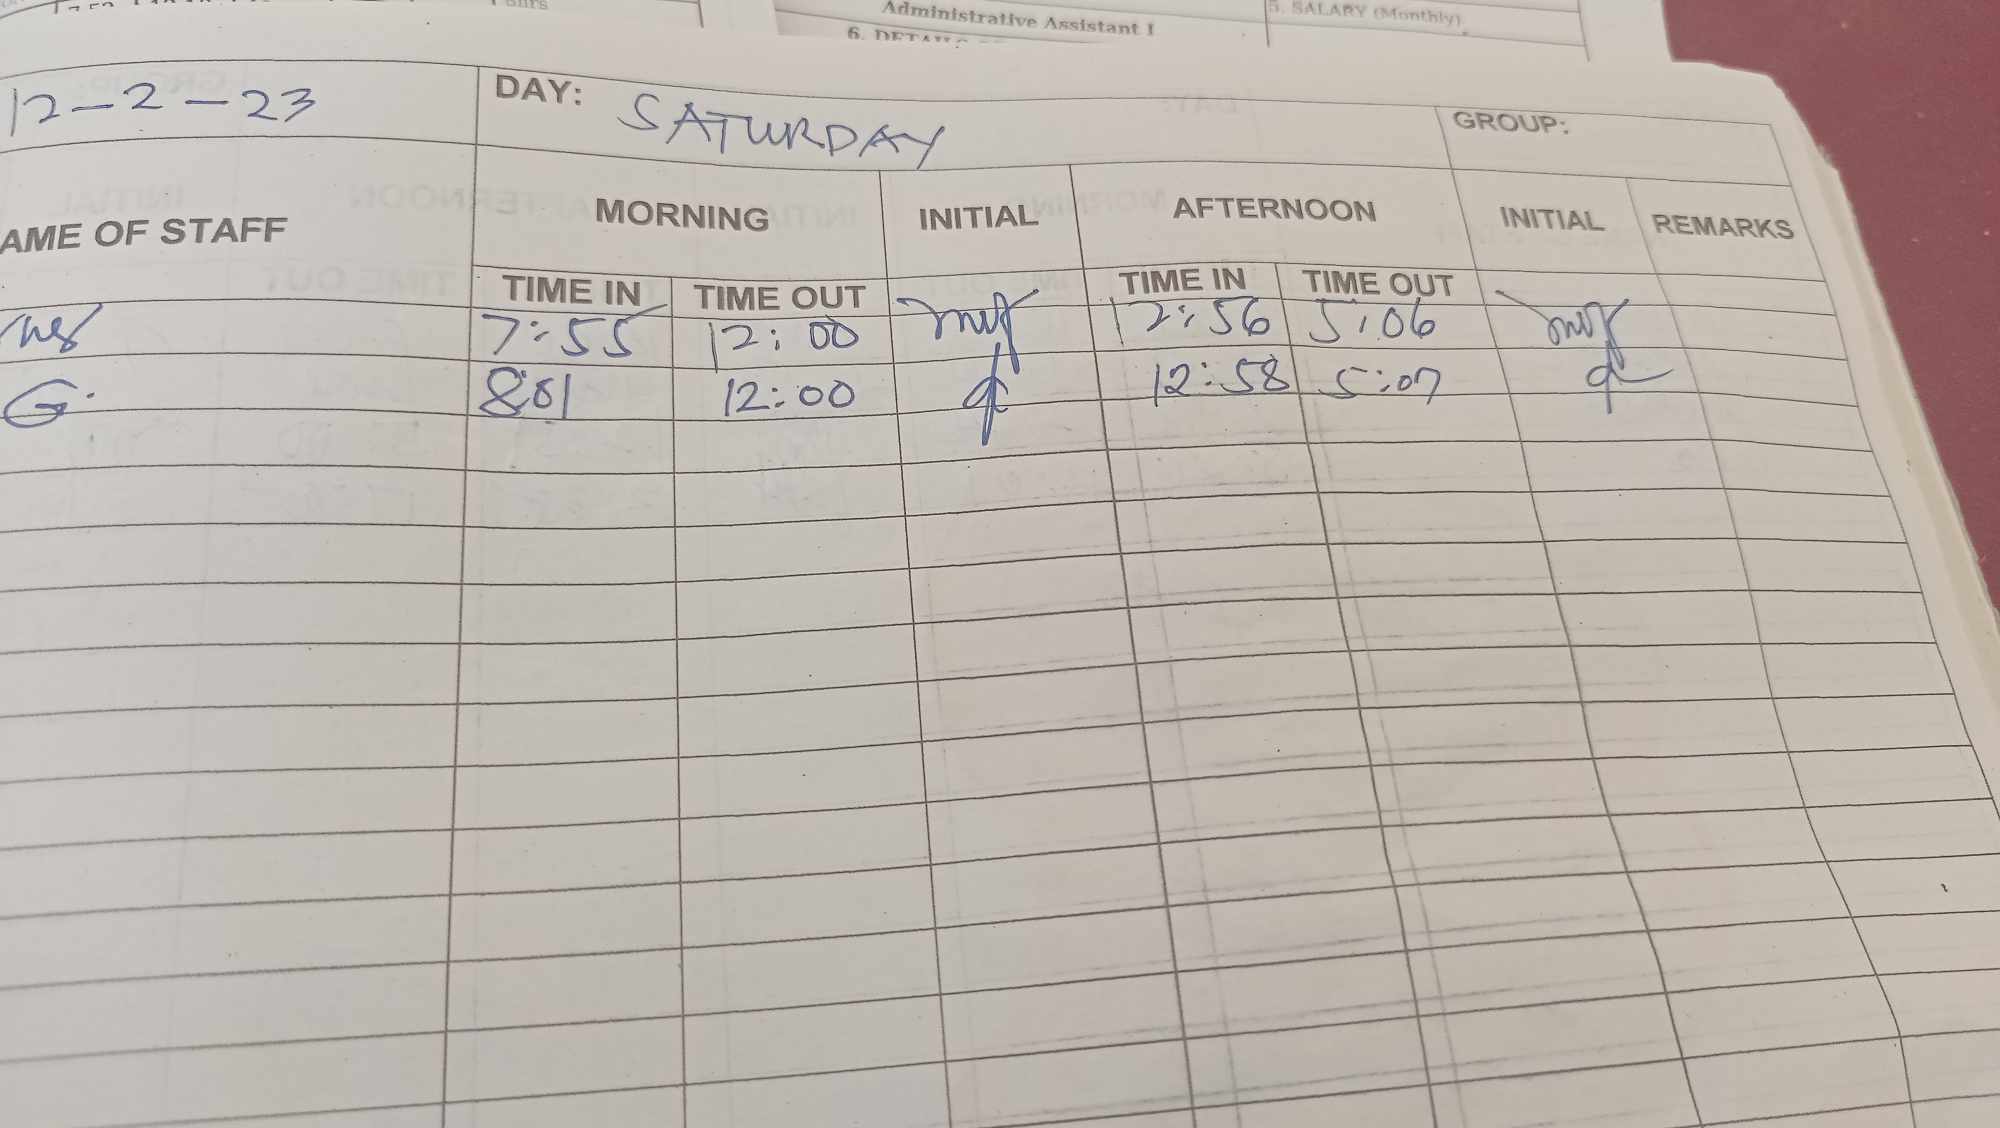 Administrative Assistant I
5. SALARY (Monthly)
6. DETAILS
12-2-23 DAY: SATURDAY GROUP:
AME OF STAFF MORNING INITIAL AFTERNOON INITIAL REMARKS
TIME IN TIME OUT TIME IN TIME OUT
7:55 12:00 12:56 5:06
G. 8:01 12:00 12:58 5:07